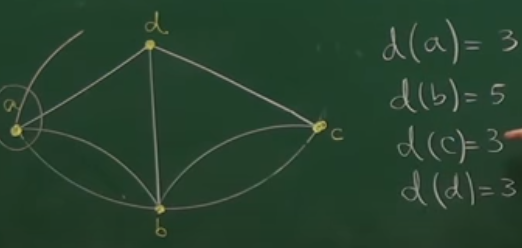 d
a
c
b
d(a) = 3
d(b) = 5
d(c) = 3
d(d) = 3